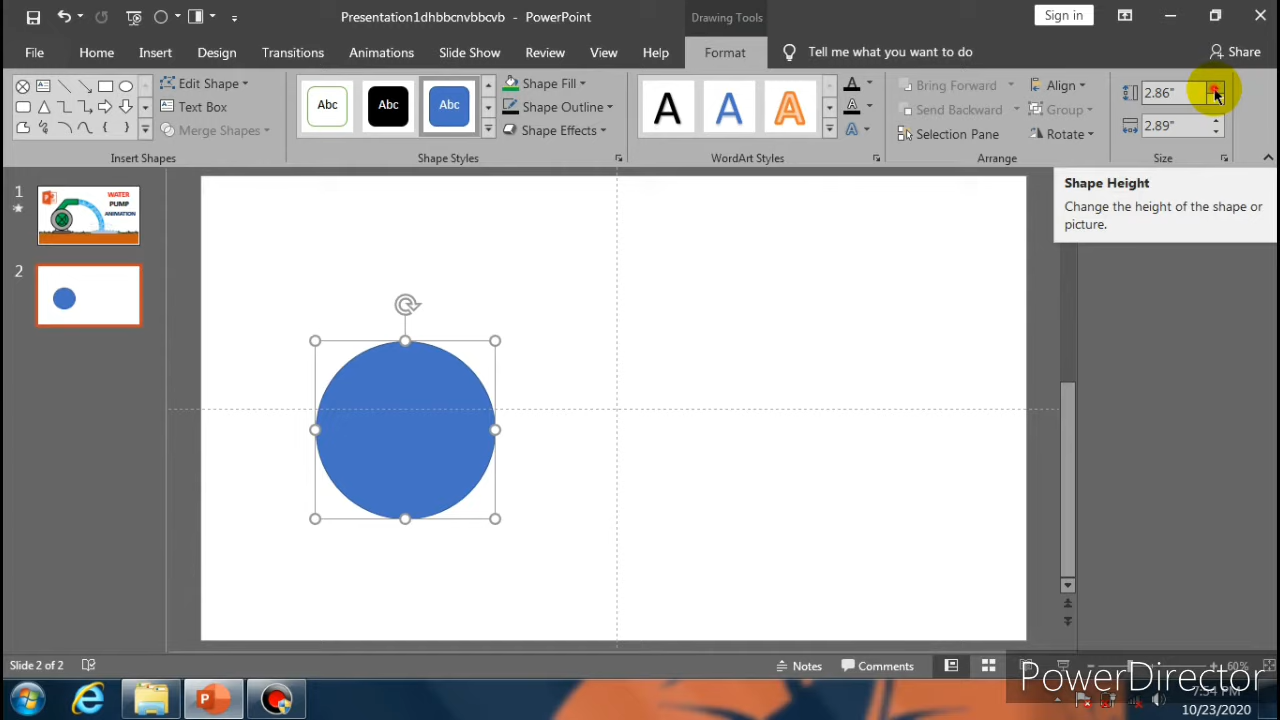 Presentation1dhbbcnvbbcvb - PowerPoint
Drawing Tools
Sign in
File
Home
Insert
Design
Transitions
Animations
Slide Show
Review
View
Help
Format
Tell me what you want to do
Share
Edit Shape
Text Box
Merge Shapes
Insert Shapes
Abc
Abc
Abc
Shape Fill
Shape Outline
Shape Effects
Shape Styles
A
A
A
WordArt Styles
Bring Forward
Send Backward
Selection Pane
Align
Group
Rotate
Arrange
2.86"
2.89"
Size
Shape Height
Change the height of the shape or
picture.
1
WATER
PUMP
ANIMATION
2
Slide 2 of 2
Notes
Comments
60%
PowerDirector
10/23/2020